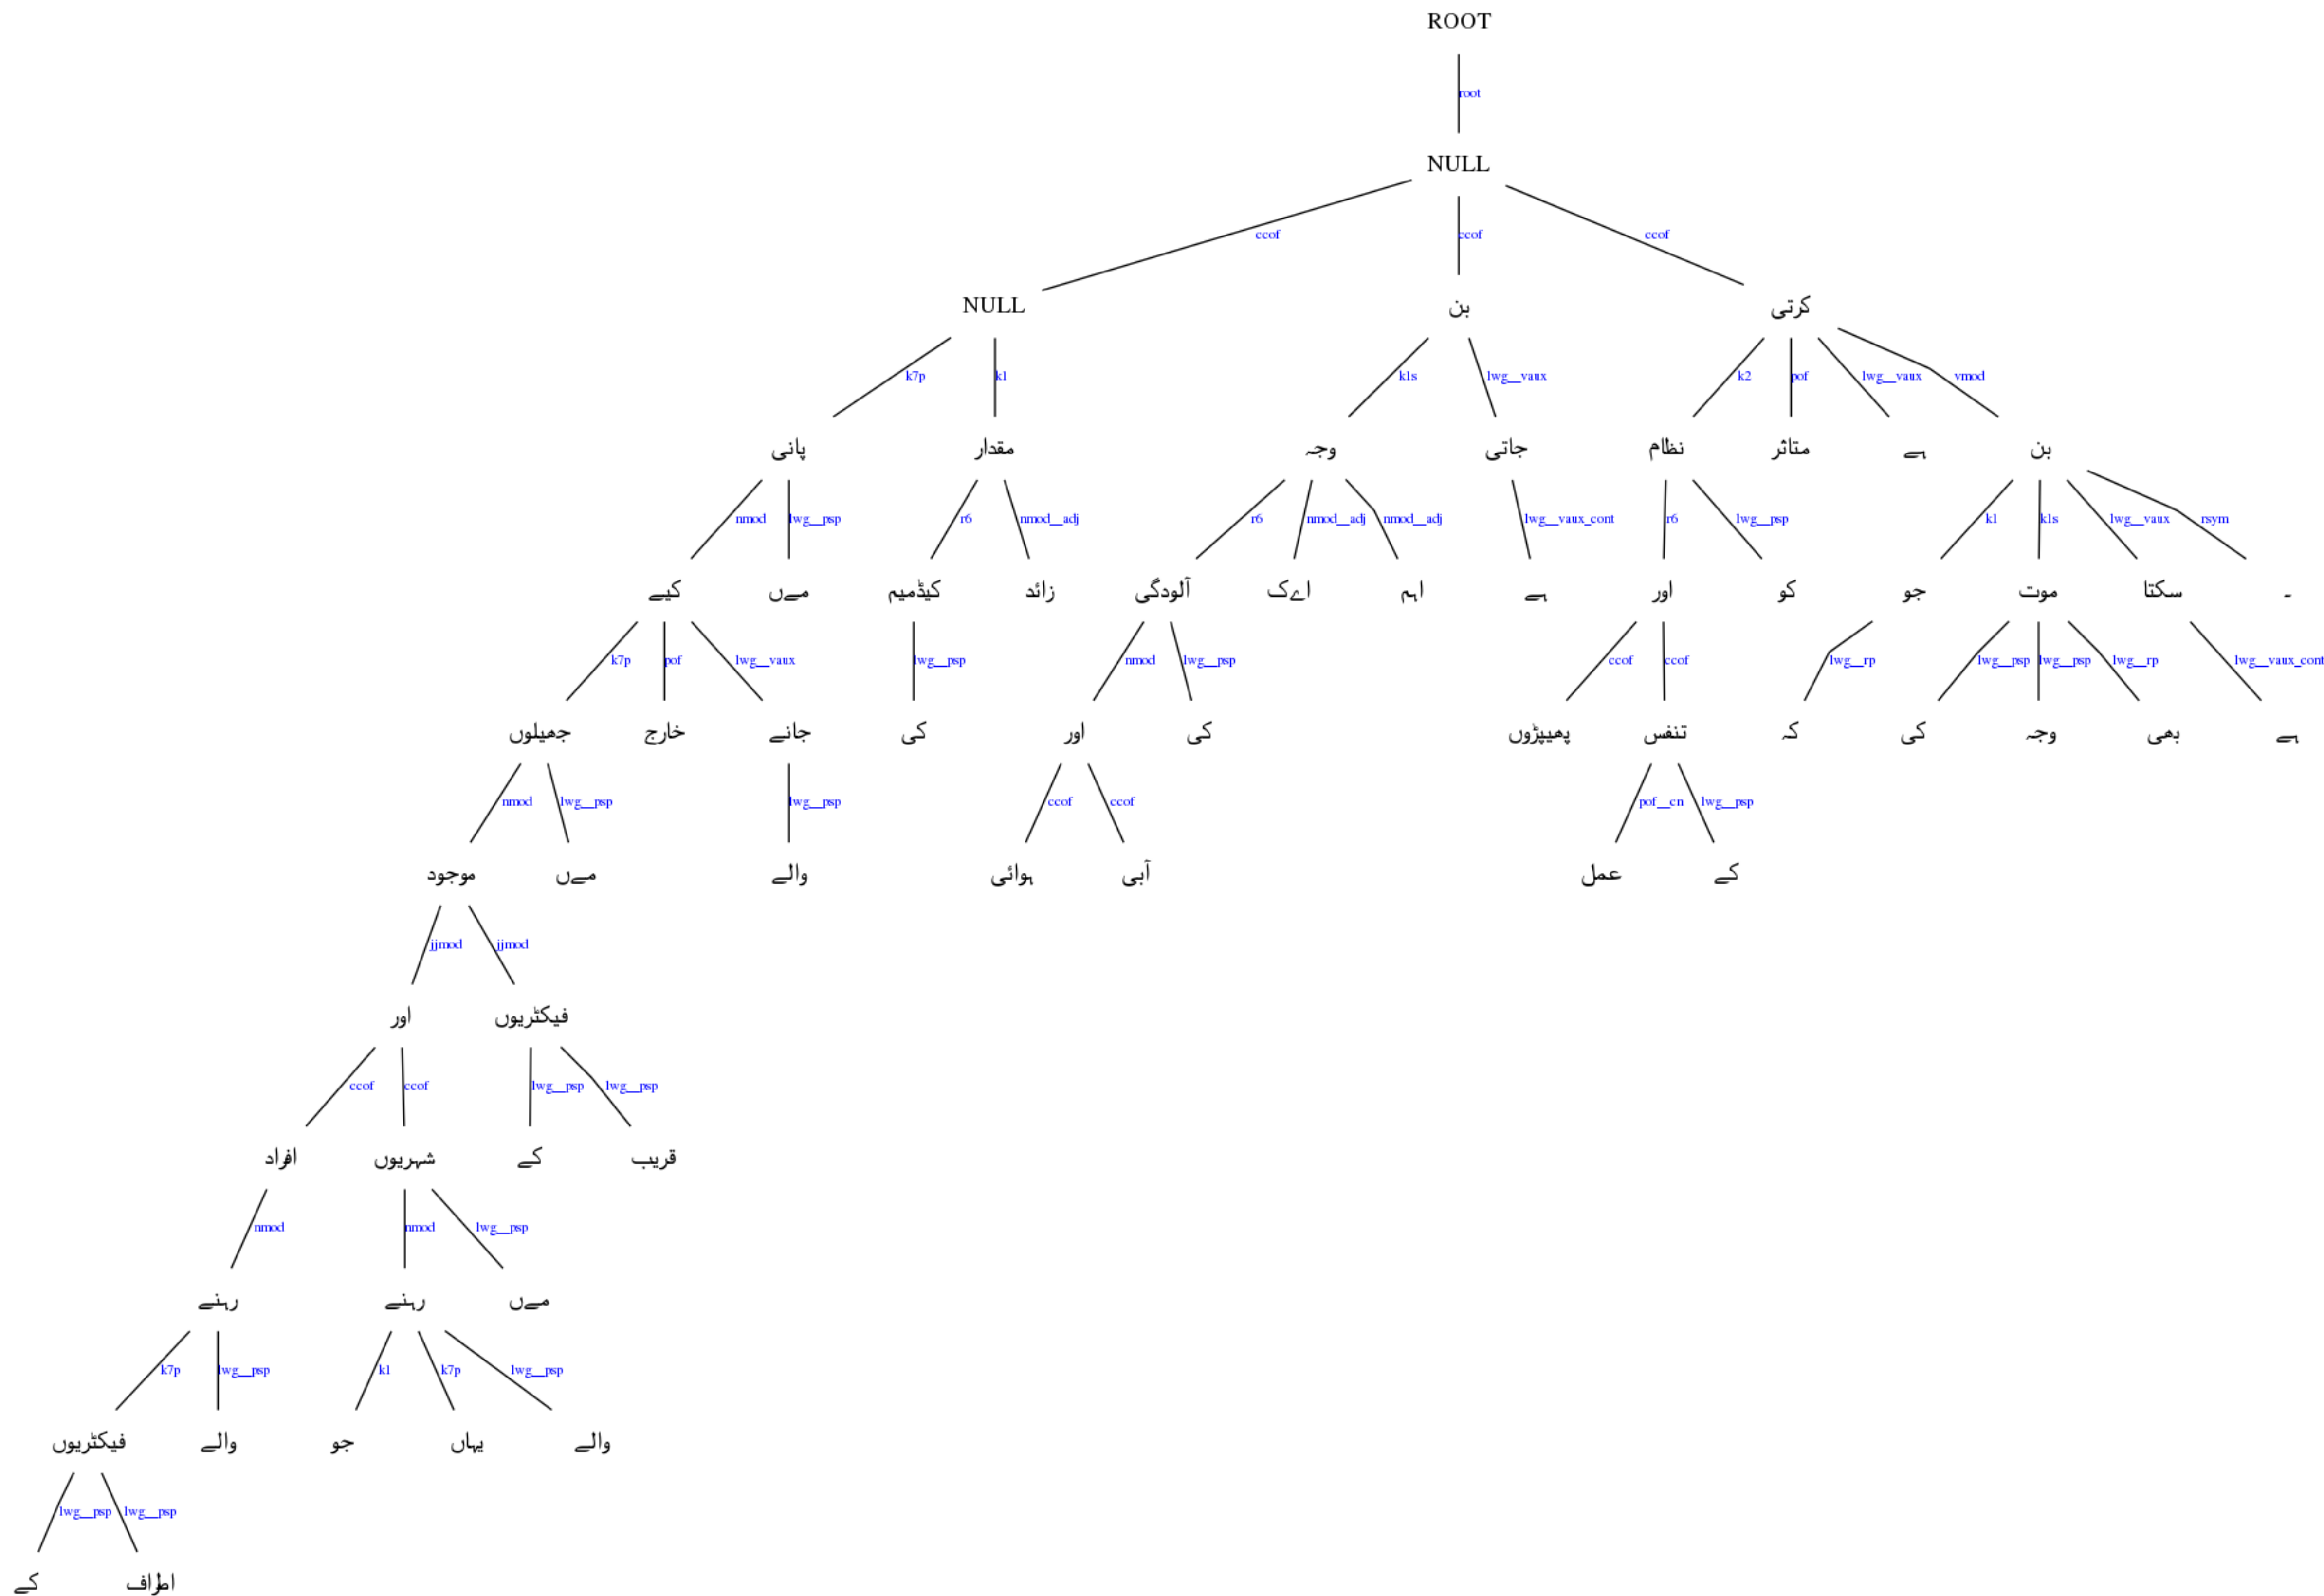 ROOT
root
NULL
ccof ccof ccof
NULL بن کرتی
k7p k1 k1s lwg__vaux k2 pof lwg__vaux vmod
پانی مقدار وجہ جاتی نظام متاثر ہے بن
nmod lwg__psp r6 nmod__adj r6 nmod__adj nmod__adj lwg__vaux_cont r6 lwg__psp k1 k1s lwg__vaux rsym
کیے مےں کیڈمیم زائد آلودگی اےک اہم ہے اور کو جو موت سکتا ۔
k7p pof lwg__vaux lwg__psp nmod lwg__psp ccof ccof lwg__rp lwg__psp lwg__psp lwg__rp lwg__vaux_cont
جھیلوں خارج جانے کی اور کی پھیپڑوں تنفس کہ کی وجہ بھی ہے
nmod lwg__psp lwg__psp ccof ccof pof__cn lwg__psp
موجود مےں والے ہوائی آبی عمل کے
jjmod jjmod
اور فیکٹریوں
ccof ccof lwg__psp lwg__psp
افراد شہریوں کے قریب
nmod nmod lwg__psp
رہنے رہنے مےں
k7p lwg__psp k1 k7p lwg__psp
فیکٹریوں والے جو یہاں والے
lwg__psp lwg__psp
کے اطراف